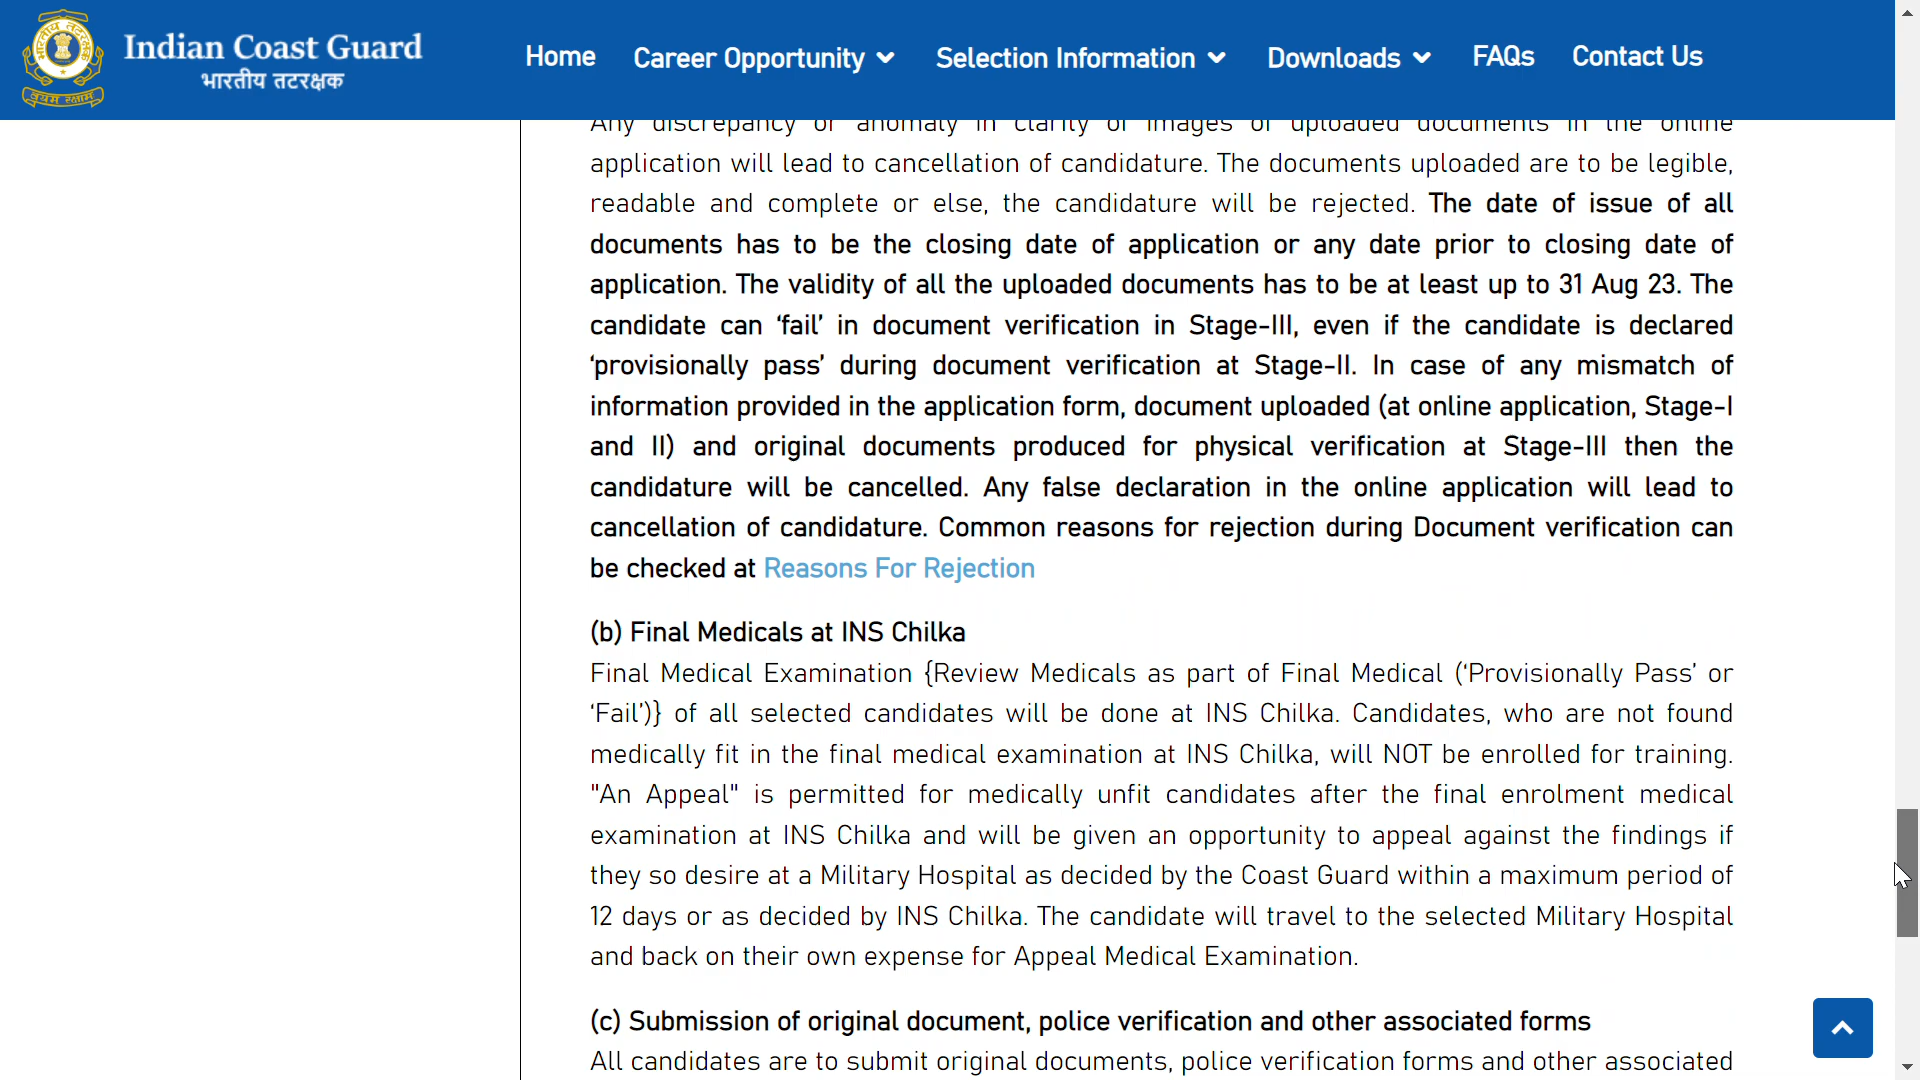 Indian Coast Guard
भारतीय तटरक्षक
वयम रक्षामः
Home
Career Opportunity
Selection Information
Downloads
FAQs
Contact Us
Any discrepancy or anomaly in clarity of images of uploaded documents in the online
application will lead to cancellation of candidature. The documents uploaded are to be legible,
readable and complete or else, the candidature will be rejected. The date of issue of all
documents has to be the closing date of application or any date prior to closing date of
application. The validity of all the uploaded documents has to be at least up to 31 Aug 23. The
candidate can ‘fail’ in document verification in Stage-III, even if the candidate is declared
‘provisionally pass’ during document verification at Stage-II. In case of any mismatch of
information provided in the application form, document uploaded (at online application, Stage-I
and II) and original documents produced for physical verification at Stage-III then the
candidature will be cancelled. Any false declaration in the online application will lead to
cancellation of candidature. Common reasons for rejection during Document verification can
be checked at Reasons For Rejection
(b) Final Medicals at INS Chilka
Final Medical Examination {Review Medicals as part of Final Medical (‘Provisionally Pass’ or
‘Fail’)} of all selected candidates will be done at INS Chilka. Candidates, who are not found
medically fit in the final medical examination at INS Chilka, will NOT be enrolled for training.
"An Appeal" is permitted for medically unfit candidates after the final enrolment medical
examination at INS Chilka and will be given an opportunity to appeal against the findings if
they so desire at a Military Hospital as decided by the Coast Guard within a maximum period of
12 days or as decided by INS Chilka. The candidate will travel to the selected Military Hospital
and back on their own expense for Appeal Medical Examination.
(c) Submission of original document, police verification and other associated forms
All candidates are to submit original documents, police verification forms and other associated